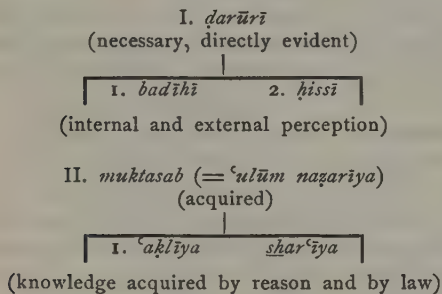 I. ḍarūrī
(necessary, directly evident)
1. badīhī 2. ḥissī
(internal and external perception)
II. muktasab (= ʿulūm naẓarīya)
(acquired)
1. ʿaḳlīya sharʿīya
(knowledge acquired by reason and by law)